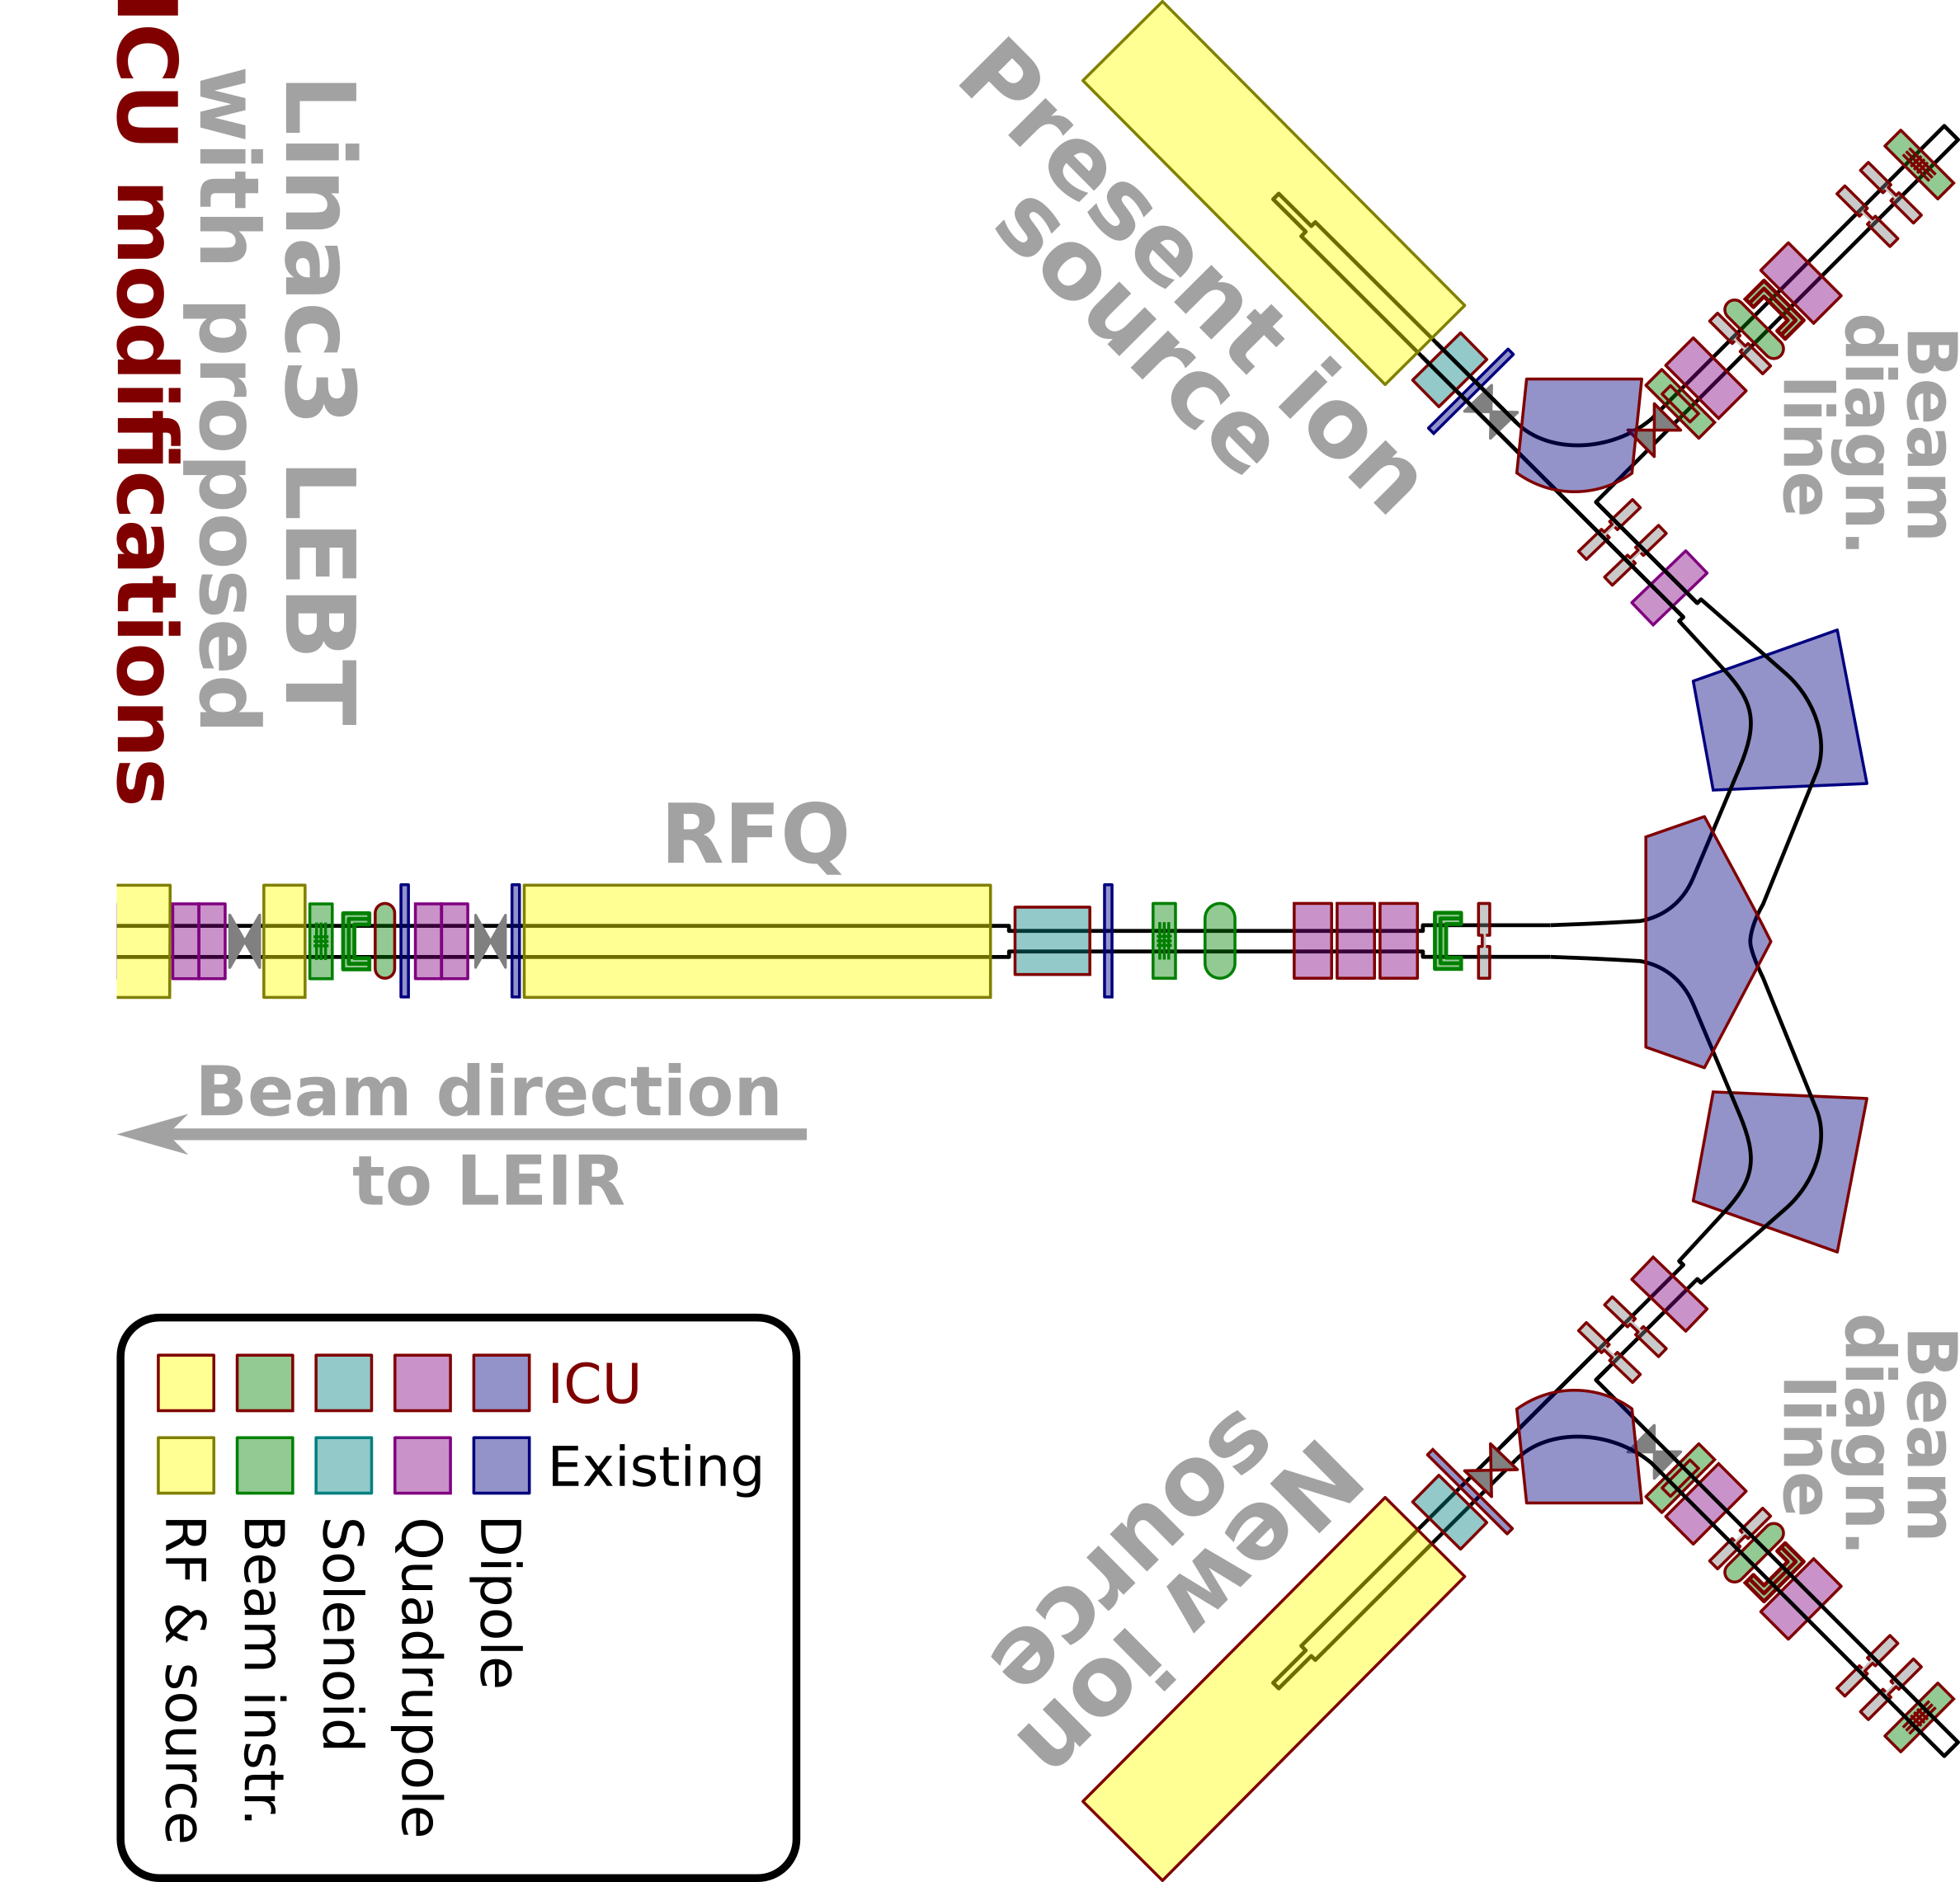 Linac3 LEBT
with proposed
ICU modifications
Present ion
source
Beam
diagn.
line
RFQ
Beam direction
to LEIR
Beam
diagn.
line
New ion
source
ICU
Existing
Dipole
Quadrupole
Solenoid
Beam instr.
RF & source